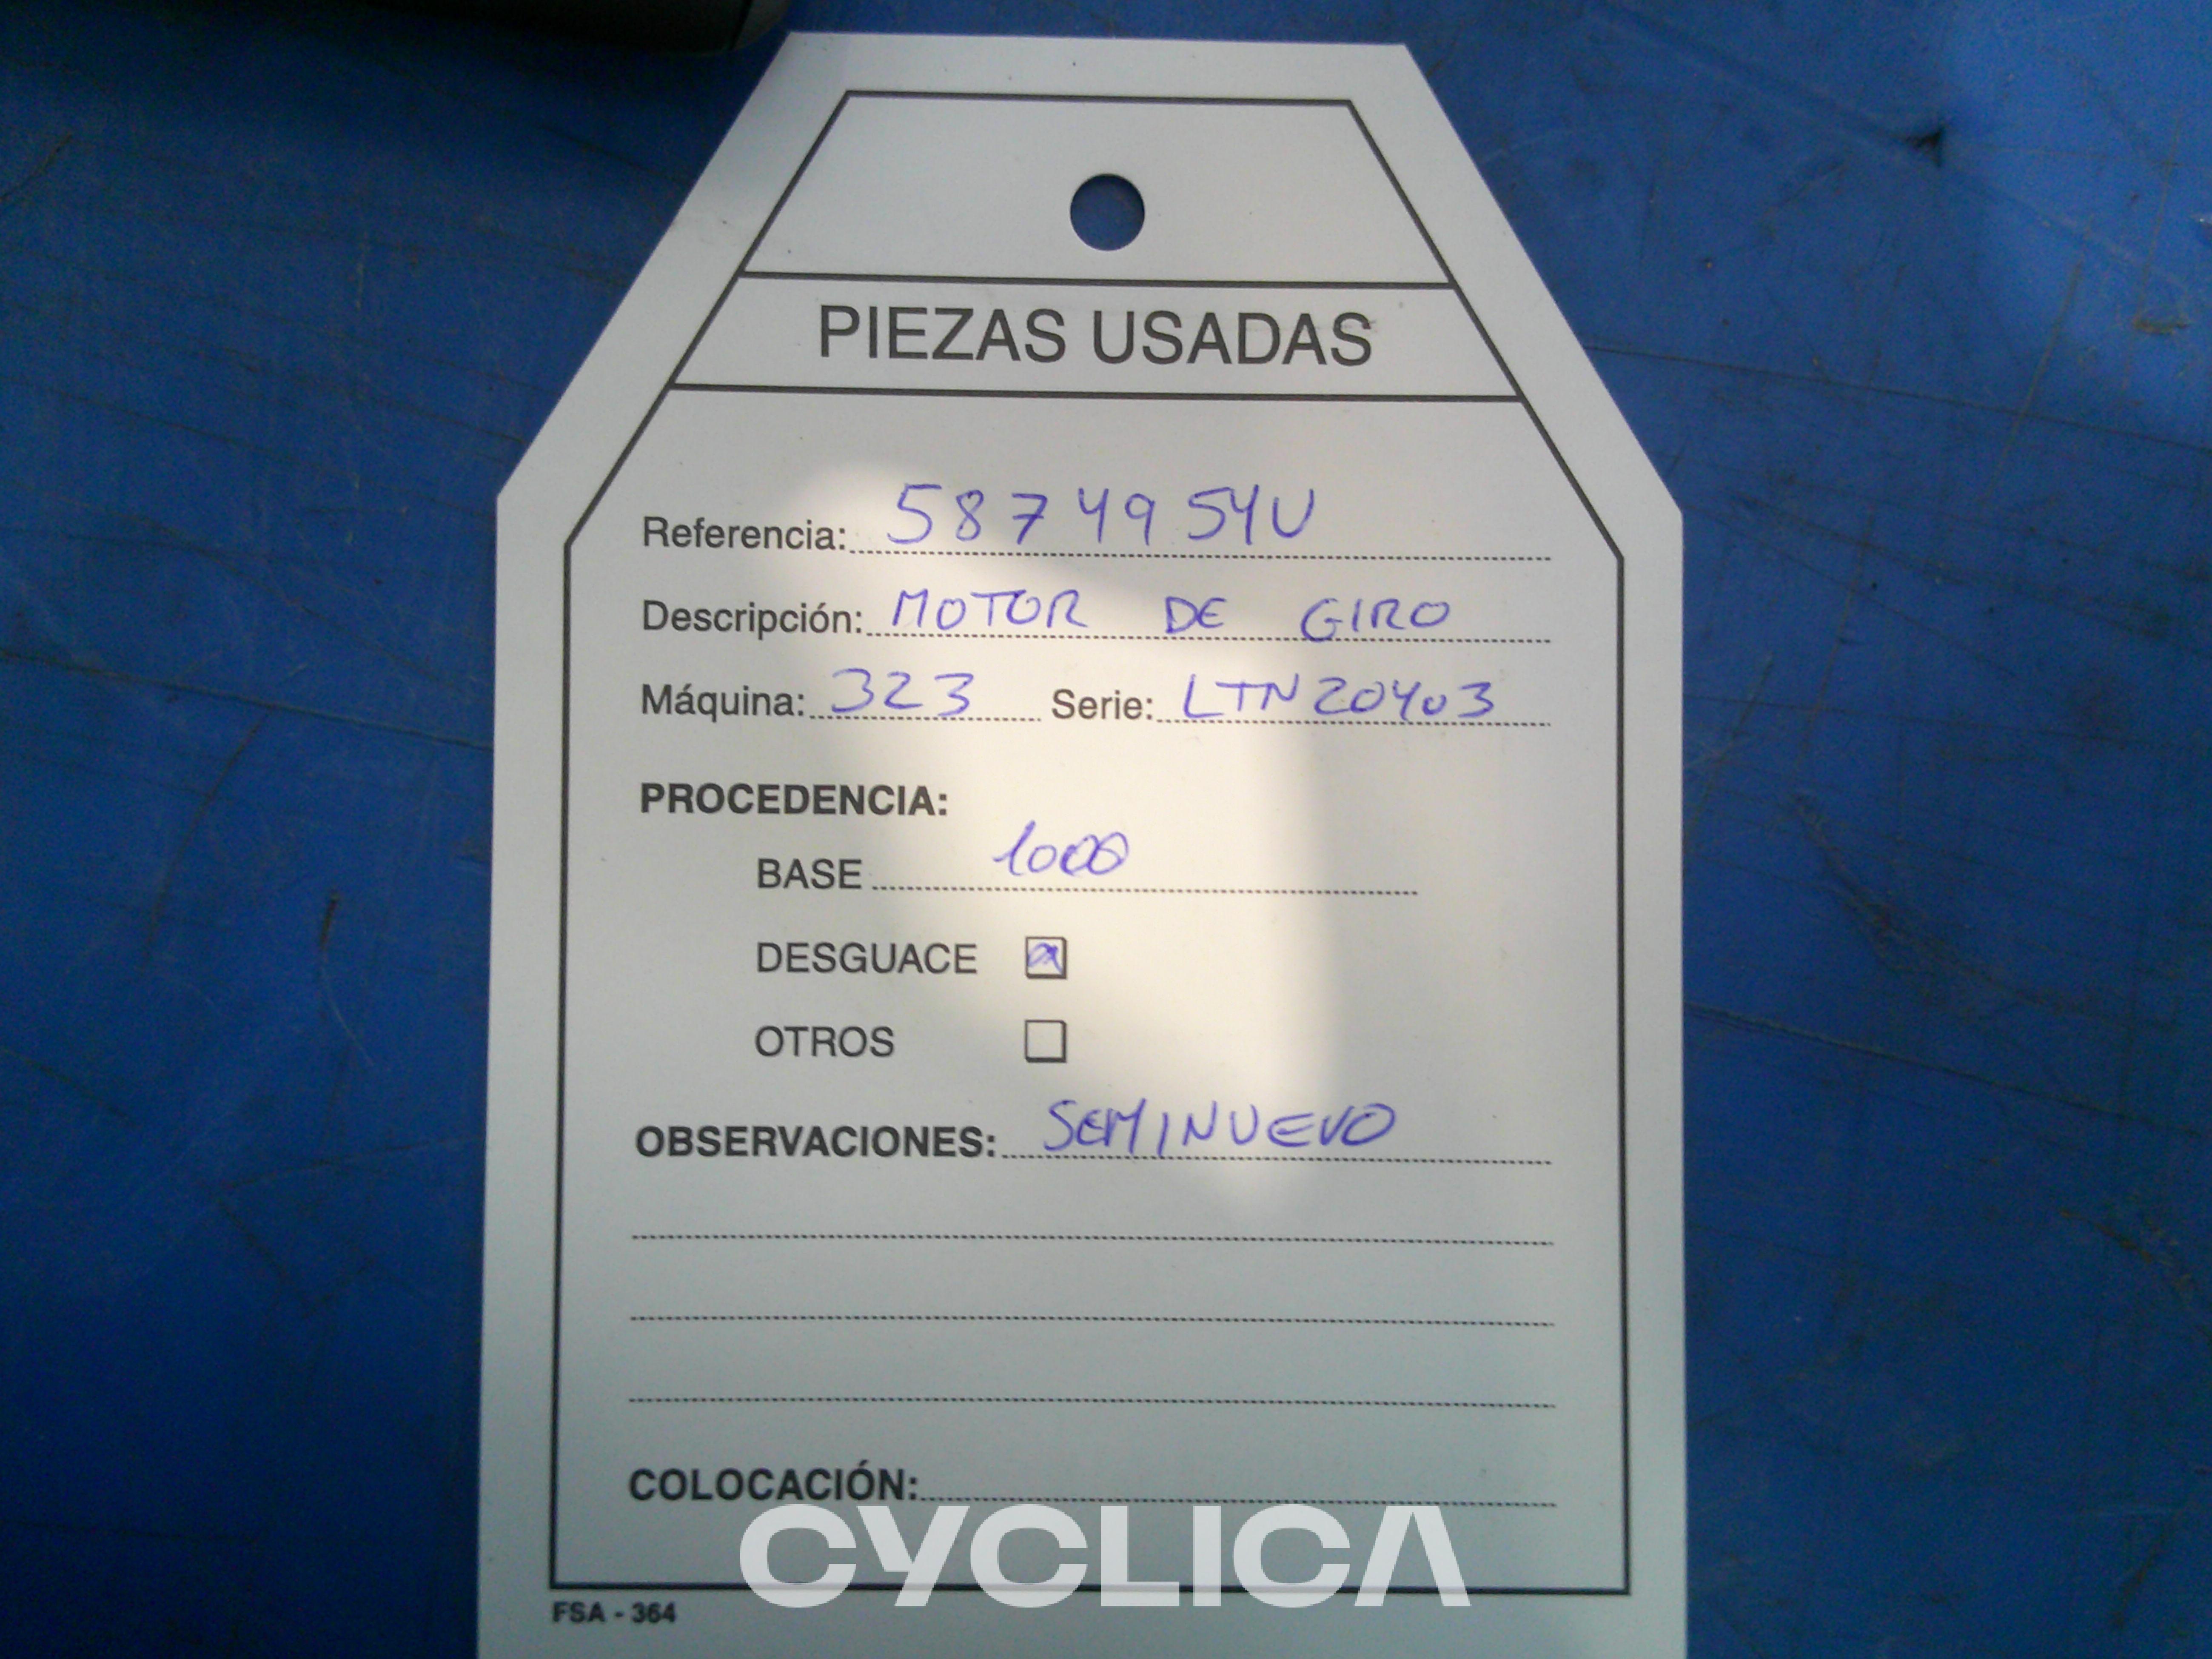 PIEZAS USADAS
Referencia: 5874954U
Descripción: MOTOR DE GIRO
Máquina: 323 Serie: LTN20403
PROCEDENCIA:
BASE 1000
DESGUACE
OTROS
OBSERVACIONES: SEMINUEVO
COLOCACIÓN:
CYCLICA
FSA - 364